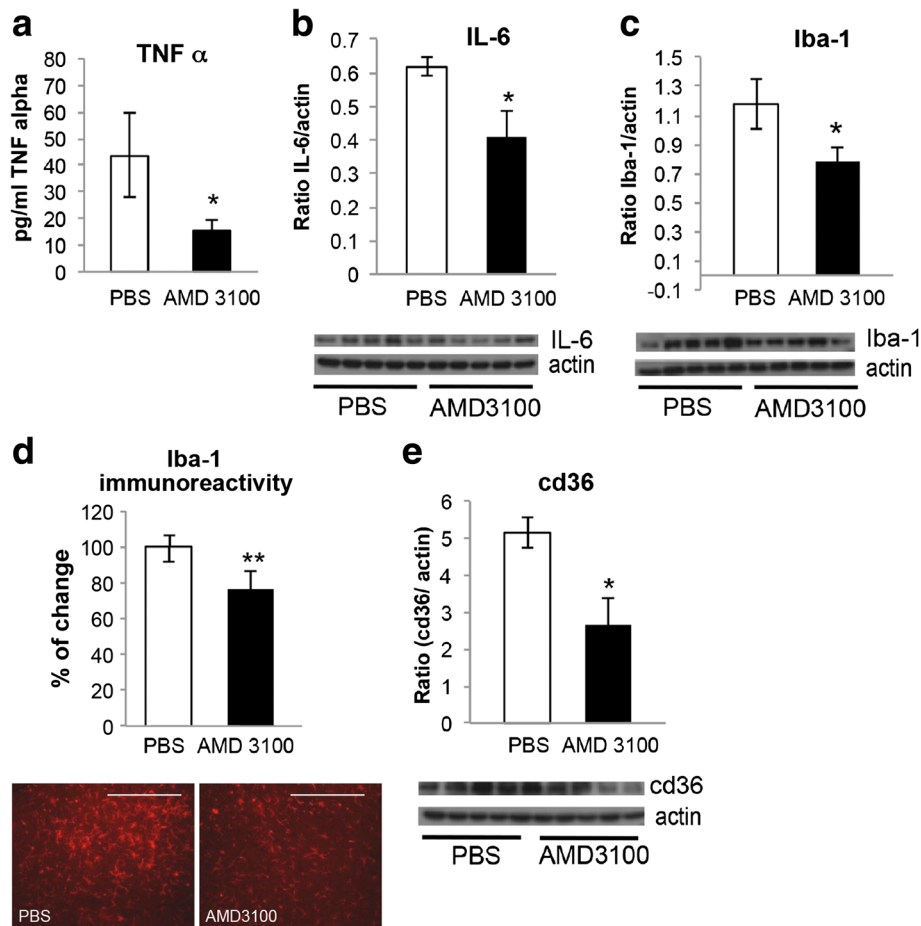 a
TNF α
pg/ml TNF alpha
80
70
60
50
40
30
20
10
0
PBS AMD 3100
*
b
IL-6
Ratio IL-6/actin
0.7
0.6
0.5
0.4
0.3
0.2
0.1
0
PBS AMD 3100
*
IL-6
actin
PBS AMD3100
c
Iba-1
Ratio Iba-1/actin
1.5
1.3
1.1
0.9
0.7
0.5
0.3
0.1
-0.1
PBS AMD 3100
*
Iba-1
actin
PBS AMD3100
d
Iba-1
immunoreactivity
% of change
120
100
80
60
40
20
0
PBS AMD 3100
**
PBS
AMD3100
e
cd36
Ratio (cd36/ actin)
6
5
4
3
2
1
0
PBS AMD 3100
*
cd36
actin
PBS AMD3100